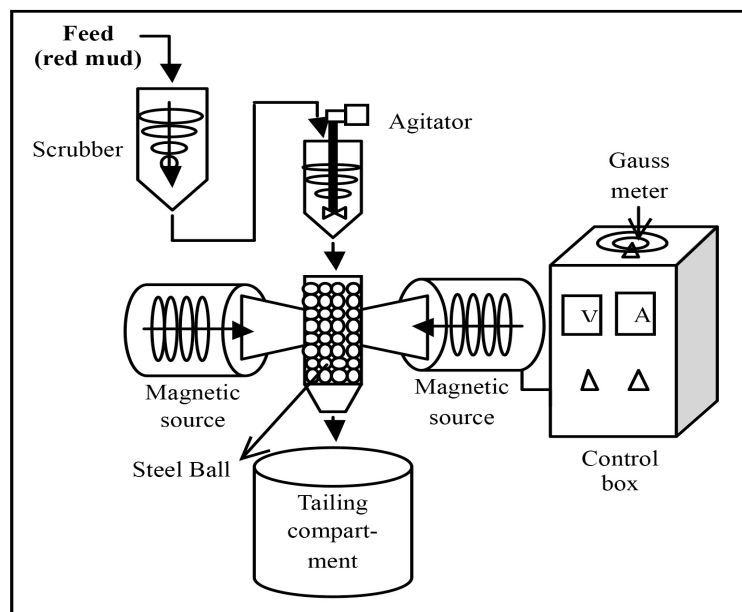 Feed
(red mud)
Scrubber
Agitator
Gauss
meter
V
A
Magnetic
source
Magnetic
source
Steel Ball
Control
box
Tailing
compart-
ment